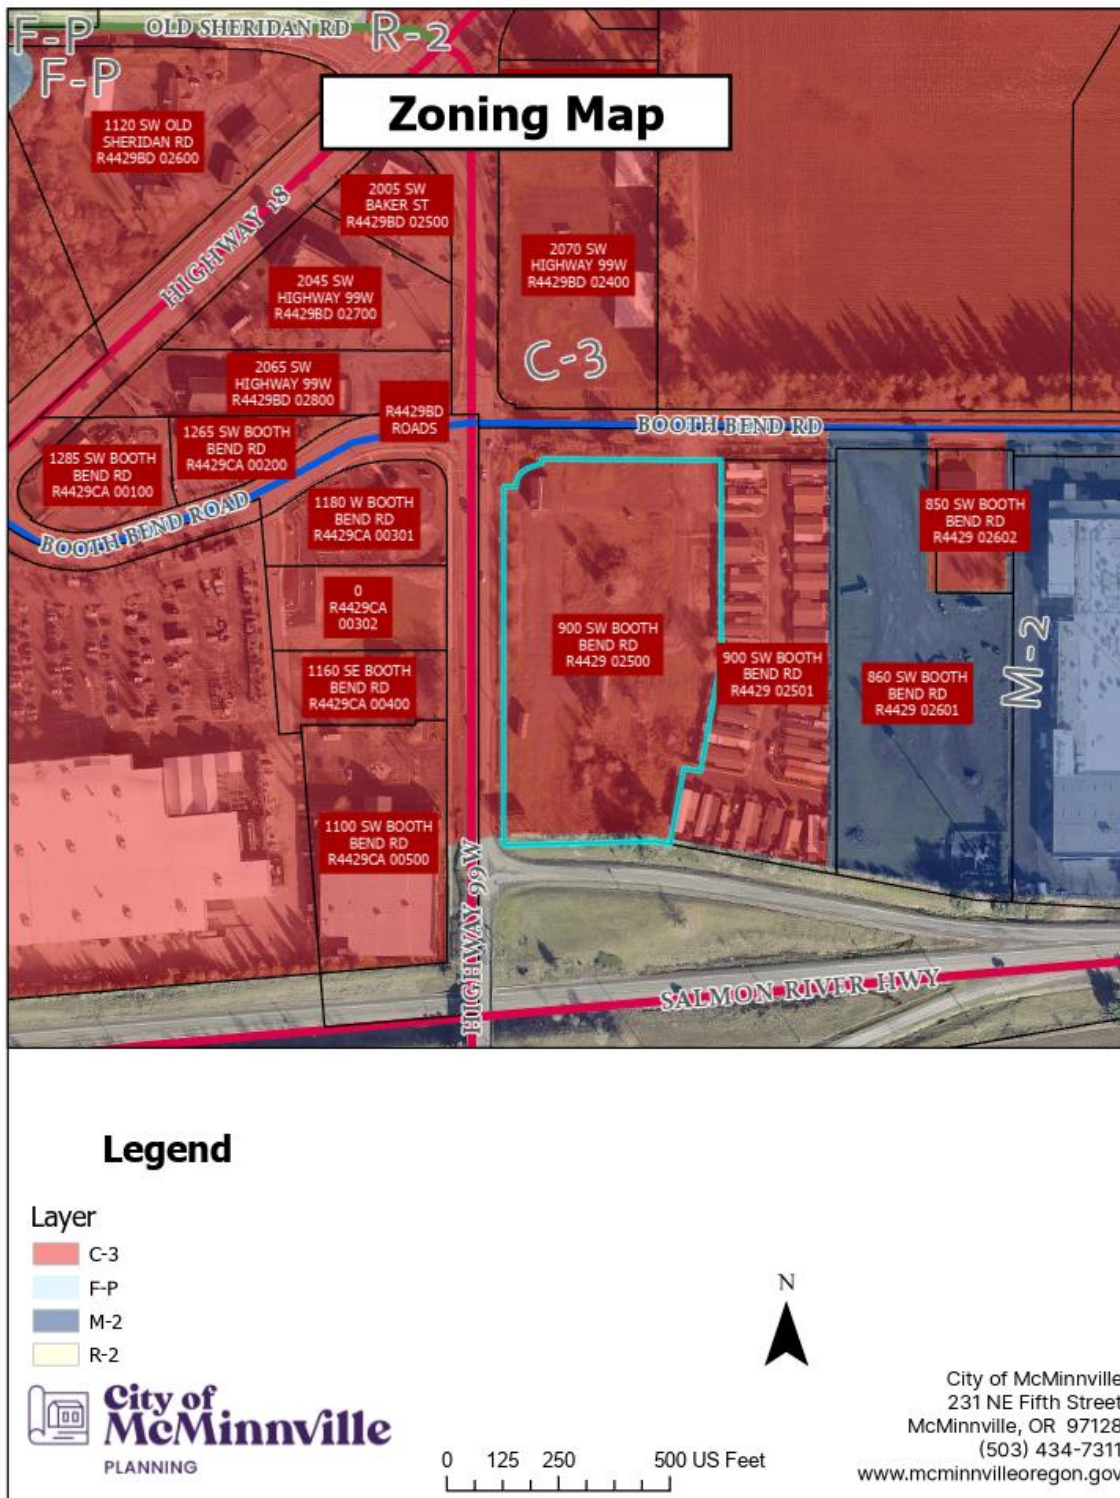 F-P
OLD SHERIDAN RD
R-2
F-P
Zoning Map
1120 SW OLD
SHERIDAN RD
R4429BD 02600
2005 SW
BAKER ST
R4429BD 02500
HIGHWAY 18
2070 SW
HIGHWAY 99W
R4429BD 02400
2045 SW
HIGHWAY 99W
R4429BD 02700
C-3
2065 SW
HIGHWAY 99W
R4429BD 02800
R4429BD
ROADS
BOOTH BEND RD
1265 SW BOOTH
BEND RD
R4429CA 00200
1285 SW BOOTH
BEND RD
R4429CA 00100
BOOTH BEND ROAD
1180 W BOOTH
BEND RD
R4429CA 00301
850 SW BOOTH
BEND RD
R4429 02602
0
R4429CA
00302
900 SW BOOTH
BEND RD
R4429 02500
M-2
1160 SE BOOTH
BEND RD
R4429CA 00400
900 SW BOOTH
BEND RD
R4429 02501
860 SW BOOTH
BEND RD
R4429 02601
1100 SW BOOTH
BEND RD
R4429CA 00500
HIGHWAY 99W
SALMON RIVER HWY
Legend
Layer
C-3
F-P
M-2
R-2
City of
McMinnville
PLANNING
N
0 125 250 500 US Feet
City of McMinnville
231 NE Fifth Street
McMinnville, OR 97128
(503) 434-7311
www.mcminnvilleoregon.gov